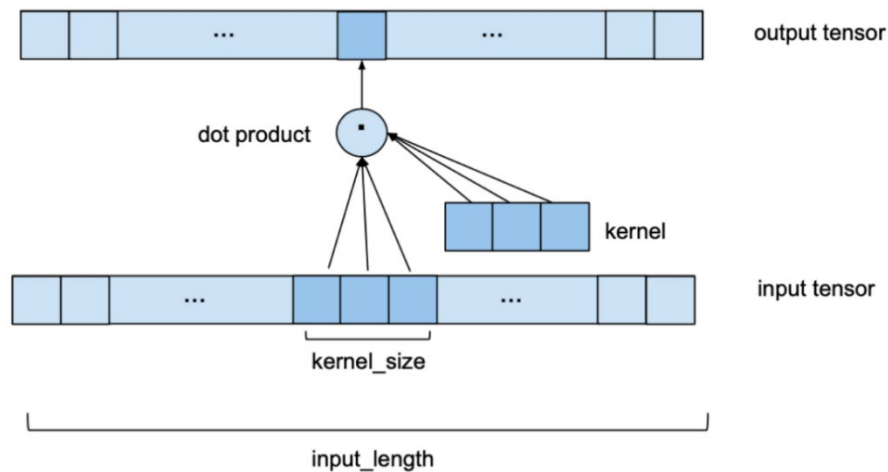 ... ... output tensor
dot product
kernel
... ... input tensor
kernel_size
input_length